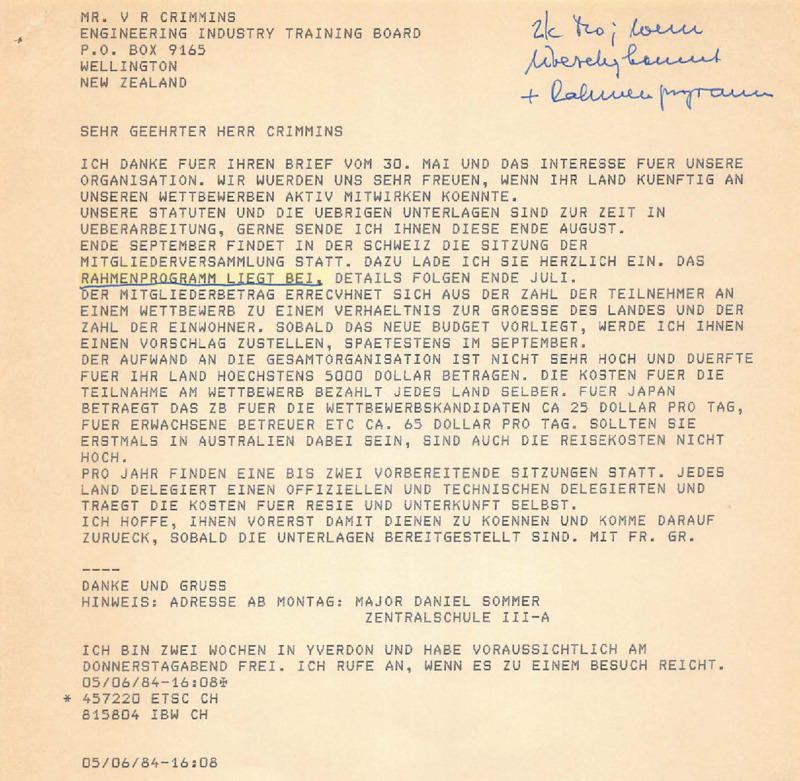 MR. V R CRIMMINS
ENGINEERING INDUSTRY TRAINING BOARD
P.O. BOX 9165
WELLINGTON
NEW ZEALAND
+ Rahmenprogramm
SEHR GEEHRTER HERR CRIMMINS
ICH DANKE FUER IHREN BRIEF VOM 30. MAI UND DAS INTERESSE FUER UNSERE
ORGANISATION. WIR WUERDEN UNS SEHR FREUEN, WENN IHR LAND KUENFTIG AN
UNSEREN WETTBEWERBEN AKTIV MITWIRKEN KOENNTE.
UNSERE STATUTEN UND DIE UEBRIGEN UNTERLAGEN SIND ZUR ZEIT IN
UEBERARBEITUNG, GERNE SENDE ICH IHNEN DIESE ENDE AUGUST.
ENDE SEPTEMBER FINDET IN DER SCHWEIZ DIE SITZUNG DER
MITGLIEDERVERSAMMLUNG STATT. DAZU LADE ICH SIE HERZLICH EIN. DAS
RAHMENPROGRAMM LIEGT BEI, DETAILS FOLGEN ENDE JULI.
DER MITGLIEDERBETRAG ERRECVHNET SICH AUS DER ZAHL DER TEILNEHMER AN
EINEM WETTBEWERB ZU EINEM VERHAELTNIS ZUR GROESSE DES LANDES UND DER
ZAHL DER EINWOHNER. SOBALD DAS NEUE BUDGET VORLIEGT, WERDE ICH IHNEN
EINEN VORSCHLAG ZUSTELLEN, SPAETESTENS IM SEPTEMBER.
DER AUFWAND AN DIE GESAMTORGANISATION IST NICHT SEHR HOCH UND DUERFTE
FUER IHR LAND HOECHSTENS 5000 DOLLAR BETRAGEN. DIE KOSTEN FUER DIE
TEILNAHME AM WETTBEWERB BEZAHLT JEDES LAND SELBER. FUER JAPAN
BETRAEGT DAS ZB FUER DIE WETTBEWERBSKANDIDATEN CA 25 DOLLAR PRO TAG,
FUER ERWACHSENE BETREUER ETC CA. 65 DOLLAR PRO TAG. SOLLTEN SIE
ERSTMALS IN AUSTRALIEN DABEI SEIN, SIND AUCH DIE REISEKOSTEN NICHT
HOCH.
PRO JAHR FINDEN EINE BIS ZWEI VORBEREITENDE SITZUNGEN STATT. JEDES
LAND DELEGIERT EINEN OFFIZIELLEN UND TECHNISCHEN DELEGIERTEN UND
TRAEGT DIE KOSTEN FUER RESIE UND UNTERKUNFT SELBST.
ICH HOFFE, IHNEN VORERST DAMIT DIENEN ZU KOENNEN UND KOMME DARAUF
ZURUECK, SOBALD DIE UNTERLAGEN BEREITGESTELLT SIND. MIT FR. GR.
----
DANKE UND GRUSS
HINWEIS: ADRESSE AB MONTAG: MAJOR DANIEL SOMMER
ZENTRALSCHULE III-A
ICH BIN ZWEI WOCHEN IN YVERDON UND HABE VORAUSSICHTLICH AM
DONNERSTAGABEND FREI. ICH RUFE AN, WENN ES ZU EINEM BESUCH REICHT.
05/06/84-16:08
* 457220 ETSC CH
815804 IBW CH
05/06/84-16:08